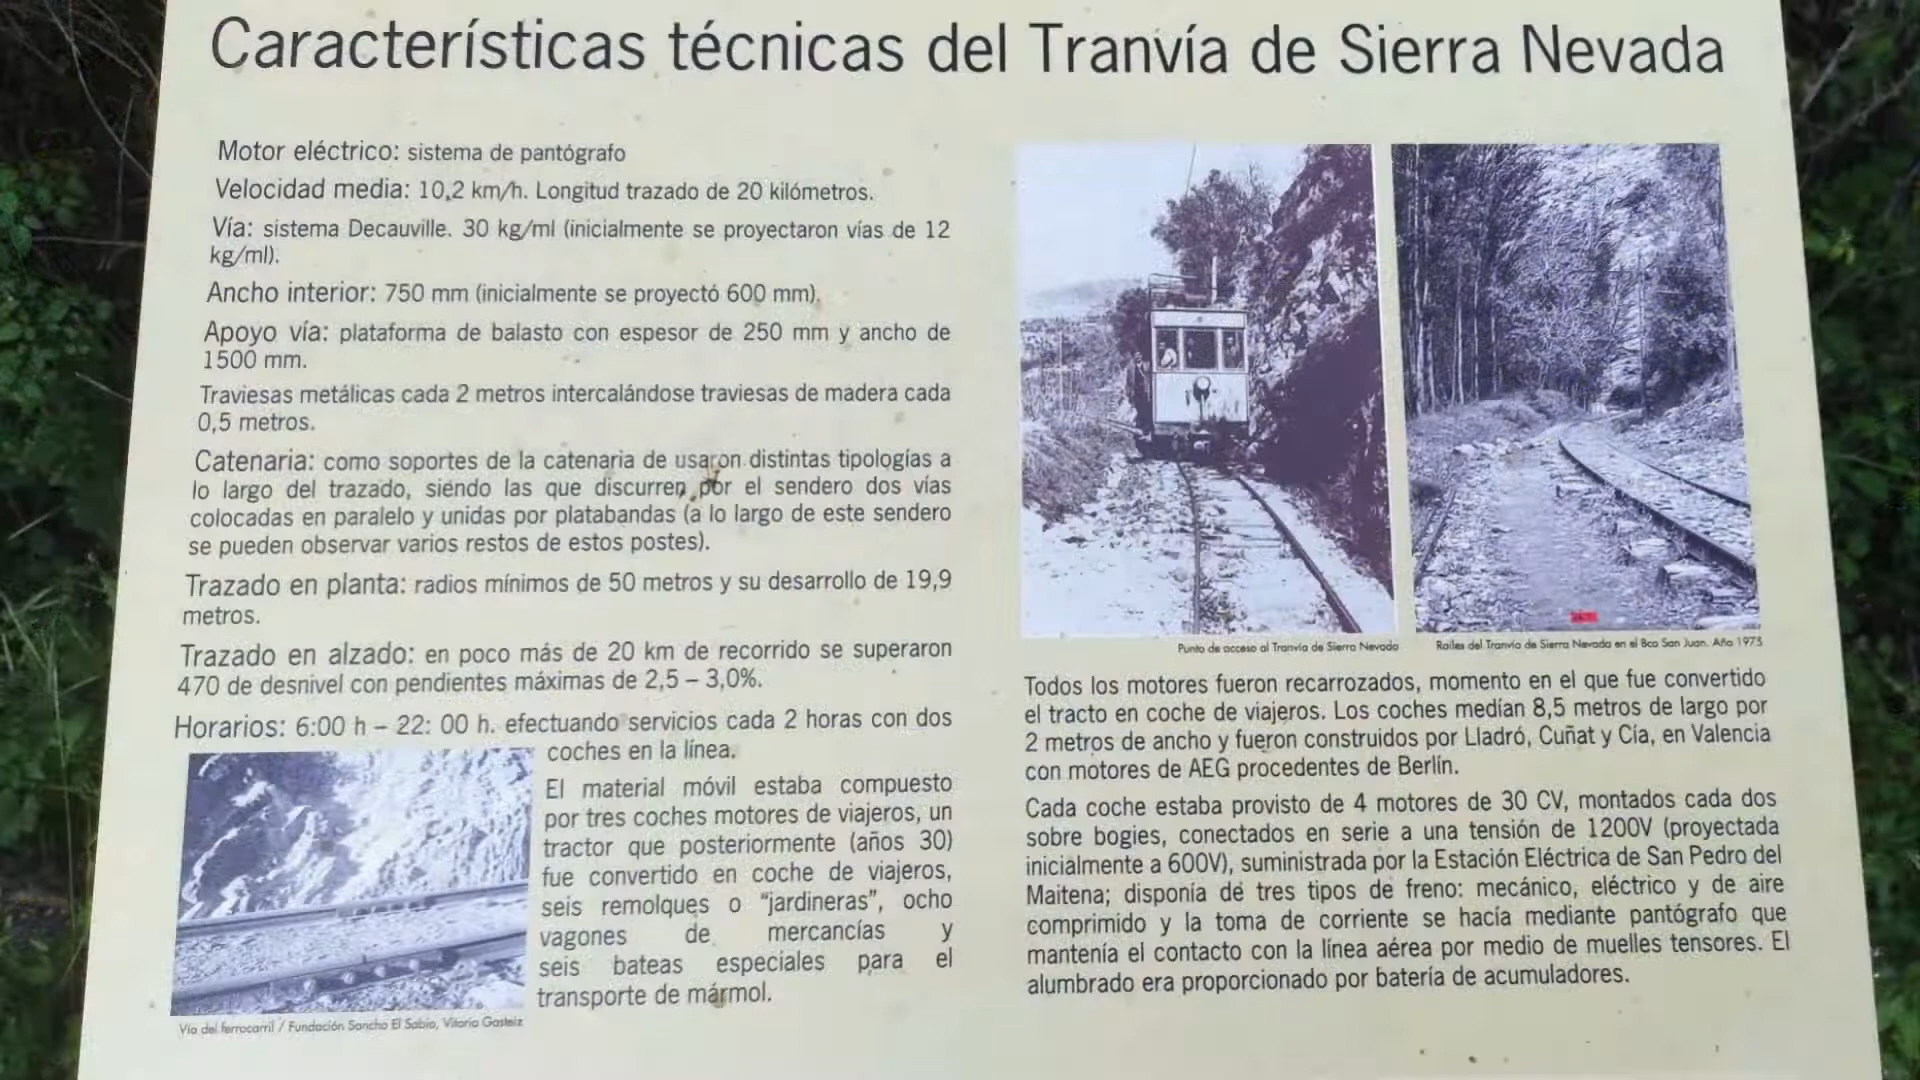 Características técnicas del Tranvía de Sierra Nevada
Motor eléctrico: sistema de pantógrafo
Velocidad media: 10,2 km/h. Longitud trazado de 20 kilómetros.
Vía: sistema Decauville. 30 kg/ml (inicialmente se proyectaron vías de 12
kg/ml).
Ancho interior: 750 mm (inicialmente se proyectó 600 mm).
Apoyo vía: plataforma de balasto con espesor de 250 mm y ancho de
1500 mm.
Traviesas metálicas cada 2 metros intercalándose traviesas de madera cada
0,5 metros.
Catenaria: como soportes de la catenaria de usaron distintas tipologías a
lo largo del trazado, siendo las que discurren por el sendero dos vías
colocadas en paralelo y unidas por platabandas (a lo largo de este sendero
se pueden observar varios restos de estos postes).
Trazado en planta: radios mínimos de 50 metros y su desarrollo de 19,9
metros.
Trazado en alzado: en poco más de 20 km de recorrido se superaron
470 de desnivel con pendientes máximas de 2,5 – 3,0%.
Horarios: 6:00 h – 22: 00 h. efectuando servicios cada 2 horas con dos
coches en la línea.
El material móvil estaba compuesto
por tres coches motores de viajeros, un
tractor que posteriormente (años 30)
fue convertido en coche de viajeros,
seis remolques o “jardineras”, ocho
vagones de mercancías y
seis bateas especiales para el
transporte de mármol.
Vía del ferrocarril / Fundación Sancho El Sabio, Vitoria Gasteiz
Punto de acceso al Tranvía de Sierra Nevada
Raíles del Tranvía de Sierra Nevada en el Bco San Juan. Año 1975
Todos los motores fueron recarrozados, momento en el que fue convertido
el tracto en coche de viajeros. Los coches medían 8,5 metros de largo por
2 metros de ancho y fueron construidos por Lladró, Cuñat y Cía, en Valencia
con motores de AEG procedentes de Berlín.
Cada coche estaba provisto de 4 motores de 30 CV, montados cada dos
sobre bogies, conectados en serie a una tensión de 1200V (proyectada
inicialmente a 600V), suministrada por la Estación Eléctrica de San Pedro del
Maitena; disponía de tres tipos de freno: mecánico, eléctrico y de aire
comprimido y la toma de corriente se hacía mediante pantógrafo que
mantenía el contacto con la línea aérea por medio de muelles tensores. El
alumbrado era proporcionado por batería de acumuladores.